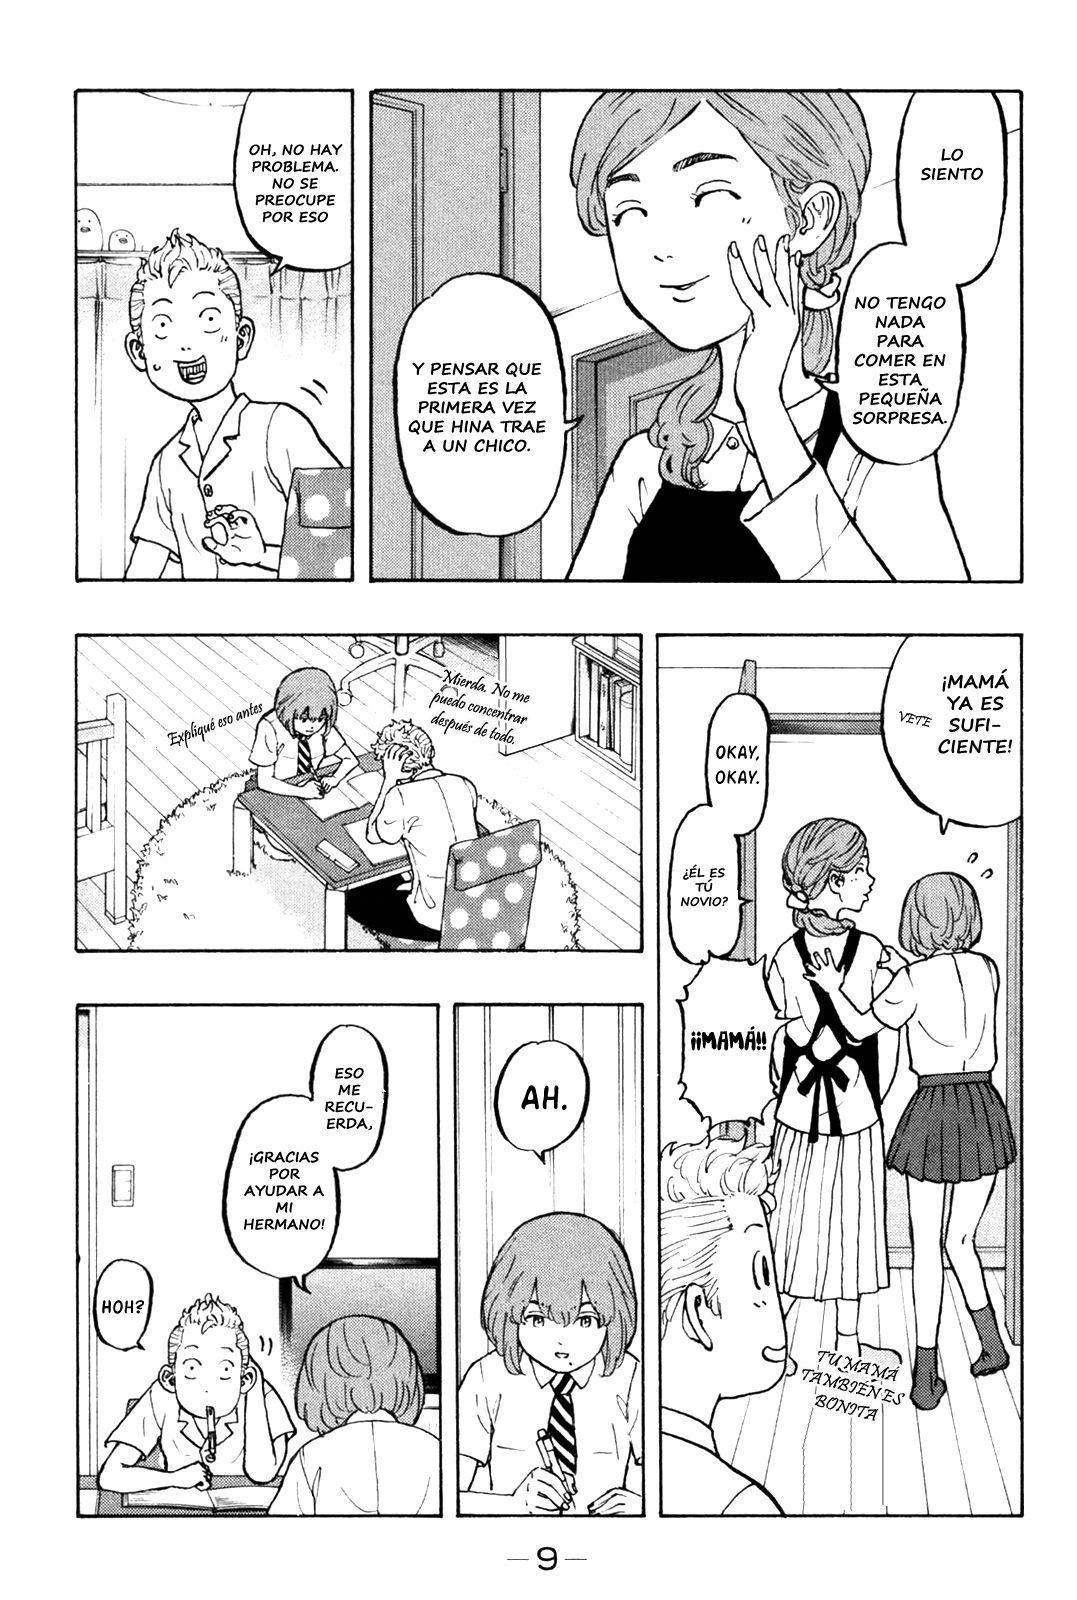 LO
SIENTO
NO TENGO
NADA
PARA
COMER EN
ESTA
PEQUEÑA
SORPRESA.
Y PENSAR QUE
ESTA ES LA
PRIMERA VEZ
QUE HINA TRAE
A UN CHICO.
OH, NO HAY
PROBLEMA.
NO SE
PREOCUPE
POR ESO
¡MAMÁ
YA ES
SUFI-
CIENTE!
VETE
OKAY,
OKAY.
¿ÉL ES
TÚ
NOVIO?
¡¡MAMÁ!!
TU MAMÁ
TAMBIÉN ES
BONITA
Mierda. No me
puedo concentrar
después de todo.
Expliqué eso antes
AH.
ESO
ME
RECU-
ERDA,
¡GRACIAS
POR
AYUDAR A
MI
HERMANO!
HOH?
— 9 —